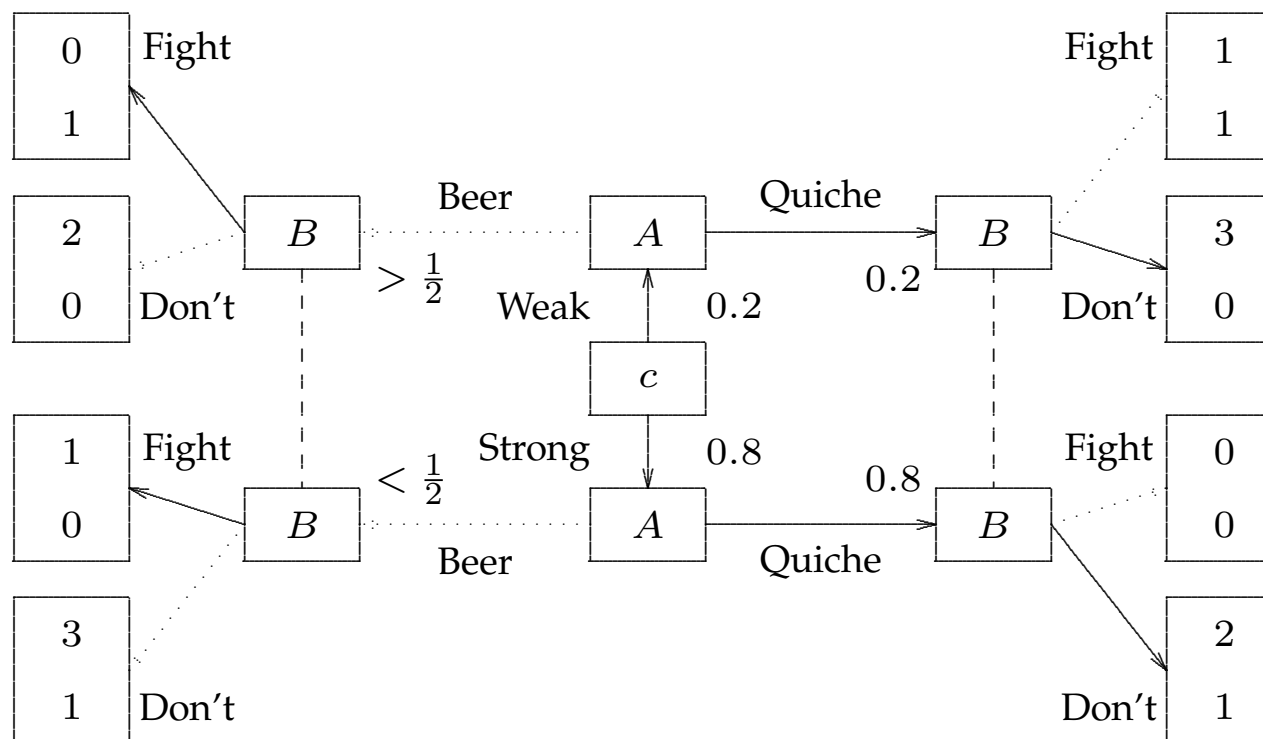 0 Fight Fight 1
1 1
Beer Quiche
2 B A B 3
> 1/2 0.2
0 Don't Weak 0.2 Don't 0
c
1 Fight Strong 0.8 Fight 0
< 1/2 0.8
0 B A B 0
Beer Quiche
3 2
1 Don't Don't 1